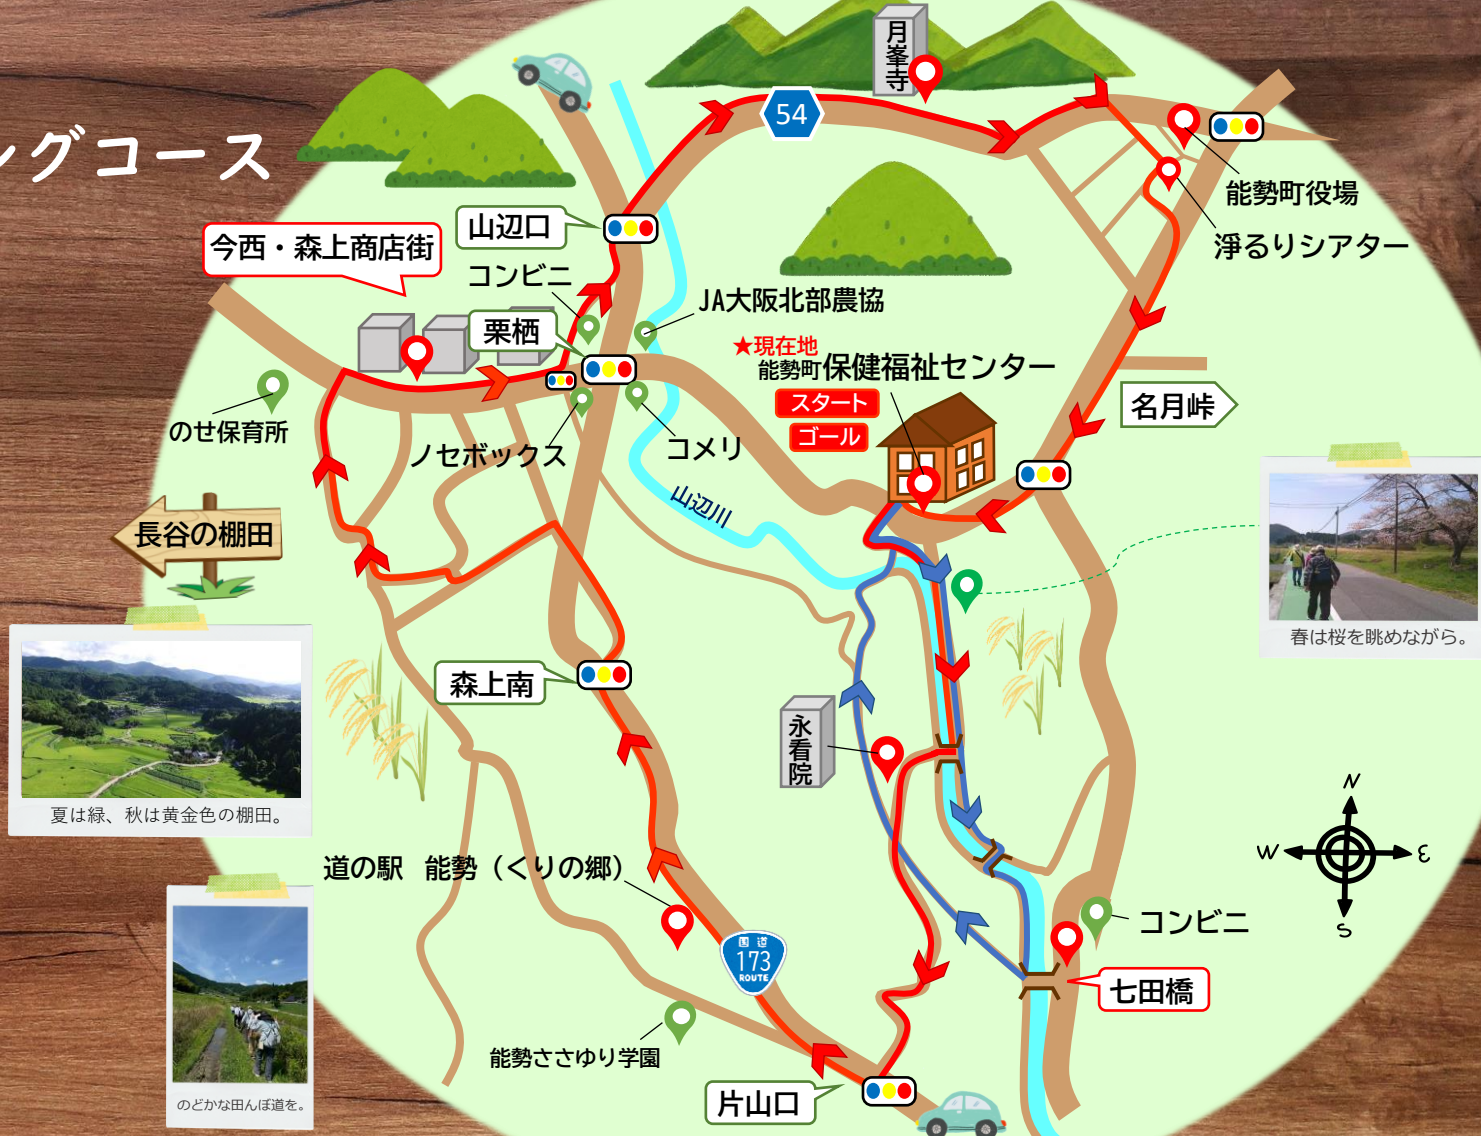 ングコース
月峯寺
54
能勢町役場
浄るりシアター
山辺口
今西・森上商店街
コンビニ
JA大阪北部農協
栗栖
★現在地
能勢町保健福祉センター
スタート
ゴール
名月峠
のせ保育所
ノセボックス
コメリ
山辺川
長谷の棚田
春は桜を眺めながら。
森上南
永看院
夏は緑、秋は黄金色の棚田。
道の駅 能勢（くりの郷）
国道
173
ROUTE
N
W
E
S
コンビニ
七田橋
能勢ささゆり学園
片山口
のどかな田んぼ道を。